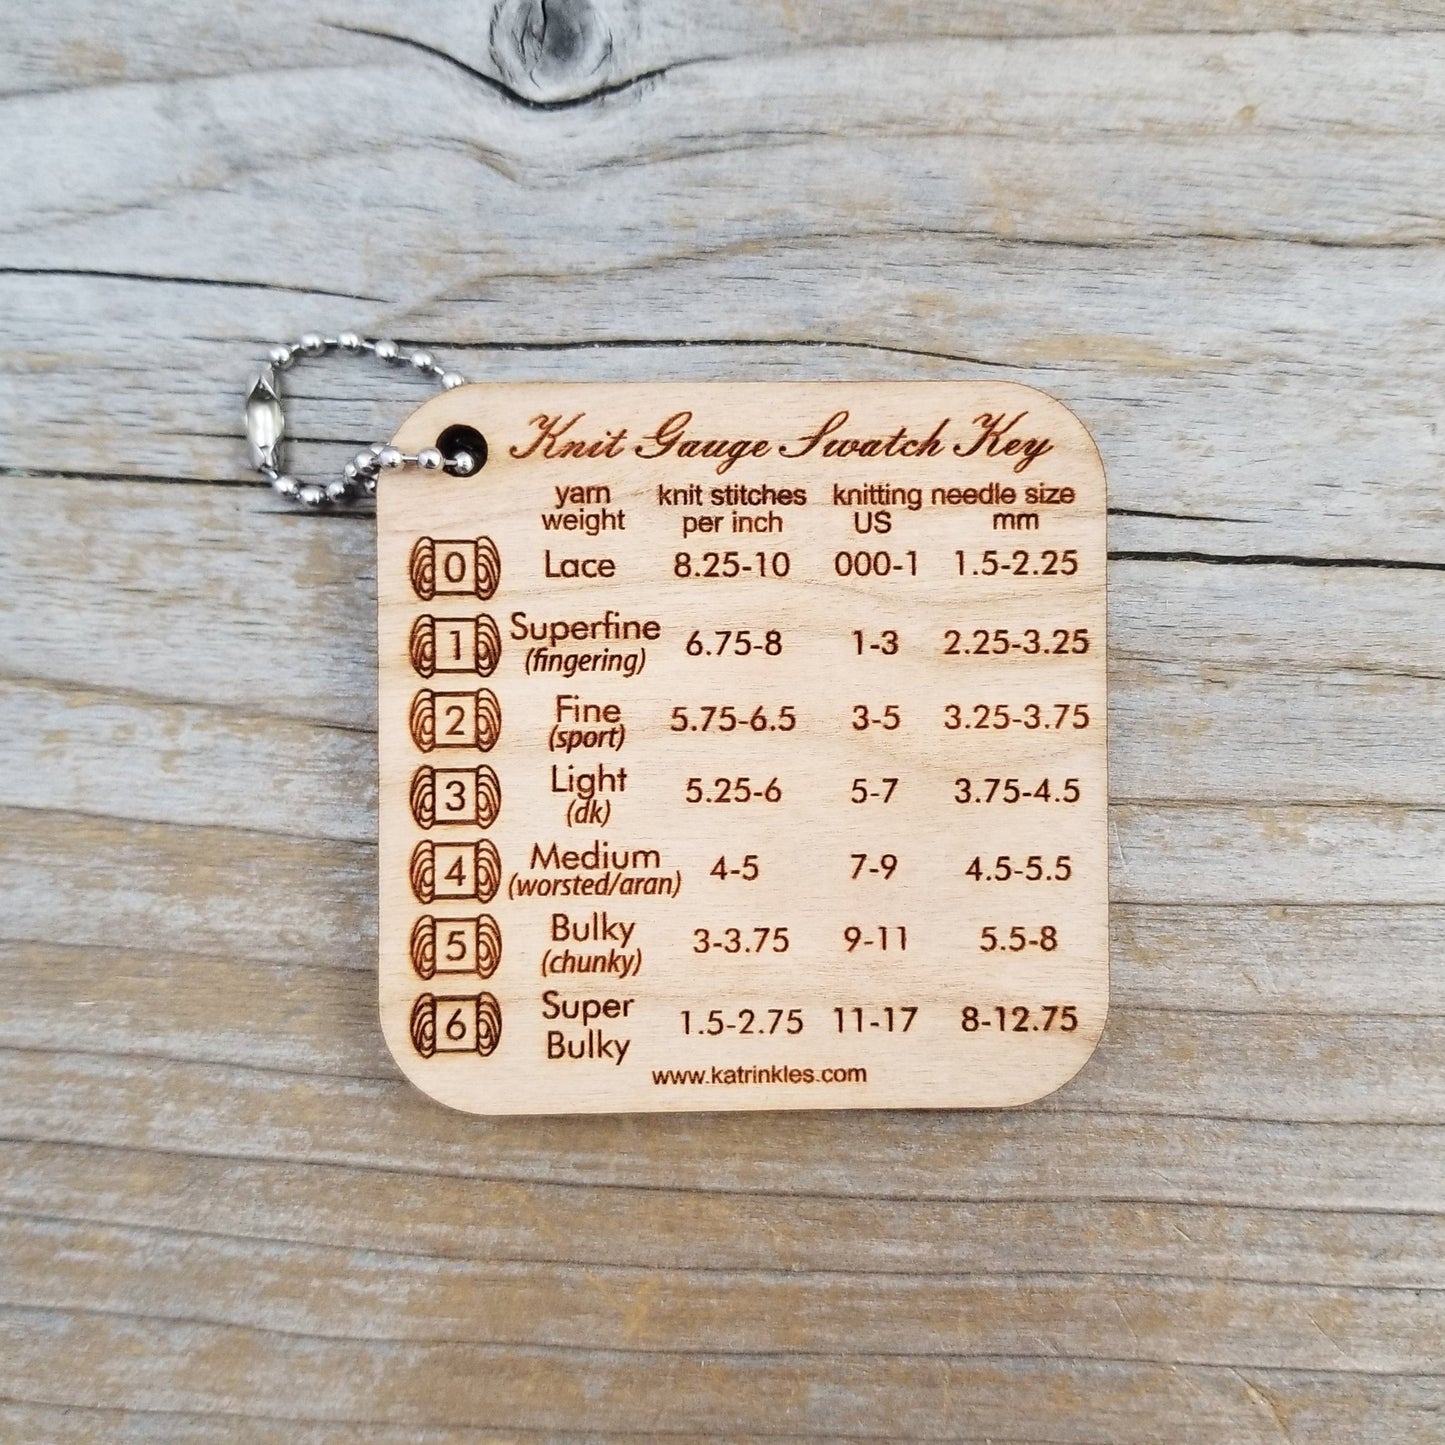 Knit Gauge Swatch Key
yarn weight knit stitches per inch knitting needle size US mm
0 Lace 8.25-10 000-1 1.5-2.25
1 Superfine (fingering) 6.75-8 1-3 2.25-3.25
2 Fine (sport) 5.75-6.5 3-5 3.25-3.75
3 Light (dk) 5.25-6 5-7 3.75-4.5
4 Medium (worsted/aran) 4-5 7-9 4.5-5.5
5 Bulky (chunky) 3-3.75 9-11 5.5-8
6 Super Bulky 1.5-2.75 11-17 8-12.75
www.katrinkles.com